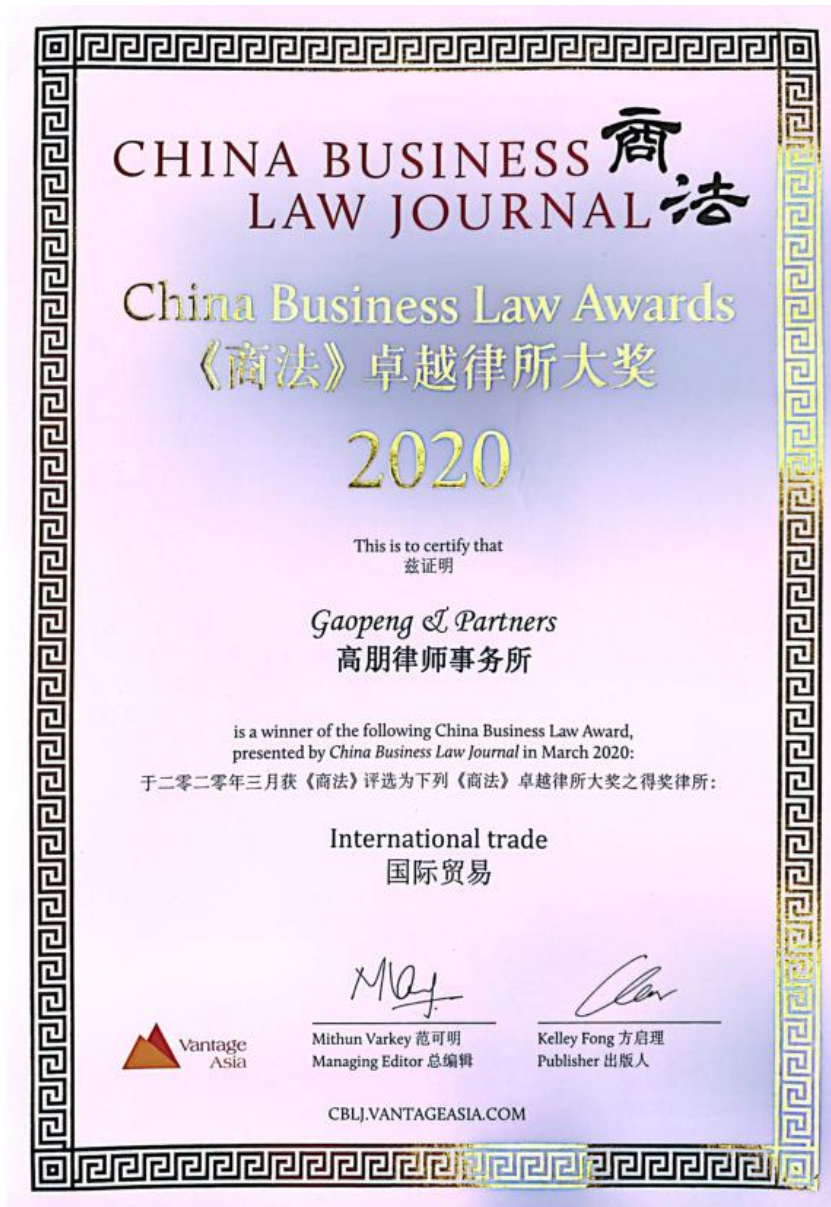 CHINA BUSINESS 商
LAW JOURNAL 法
China Business Law Awards
《商法》卓越律所大奖
2020
This is to certify that
兹证明
Gaopeng & Partners
高朋律师事务所
is a winner of the following China Business Law Award,
presented by China Business Law Journal in March 2020:
于二零二零年三月获《商法》评选为下列《商法》卓越律所大奖之得奖律所：
International trade
国际贸易
Vantage
Asia
Mithun Varkey 范可明
Managing Editor 总编辑
Kelley Fong 方启理
Publisher 出版人
CBLJ.VANTAGEASIA.COM